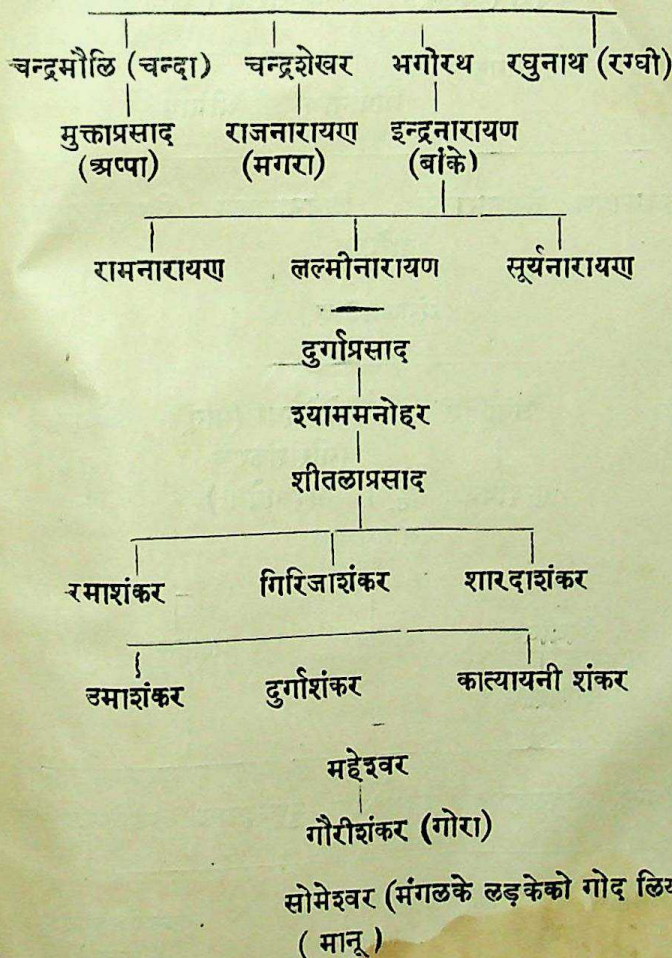 चन्द्रमौलि (चन्दा) चन्द्रशेखर भगीरथ रघुनाथ (रग्घी)
मुक्ताप्रसाद राजनारायण इन्द्रनारायण
(अप्पा) (मगरा) (बांके)
रामनारायण लल्मीनारायण सूर्यनारायण
दुर्गाप्रसाद
श्याममनोहर
शीतलाप्रसाद
रमाशंकर गिरिजाशंकर शारदाशंकर
उमाशंकर दुर्गाशंकर कात्यायनी शंकर
महेश्वर
गौरीशंकर (गोरा)
सोमेश्वर (मंगलके लड़केको गोद
( मानू )